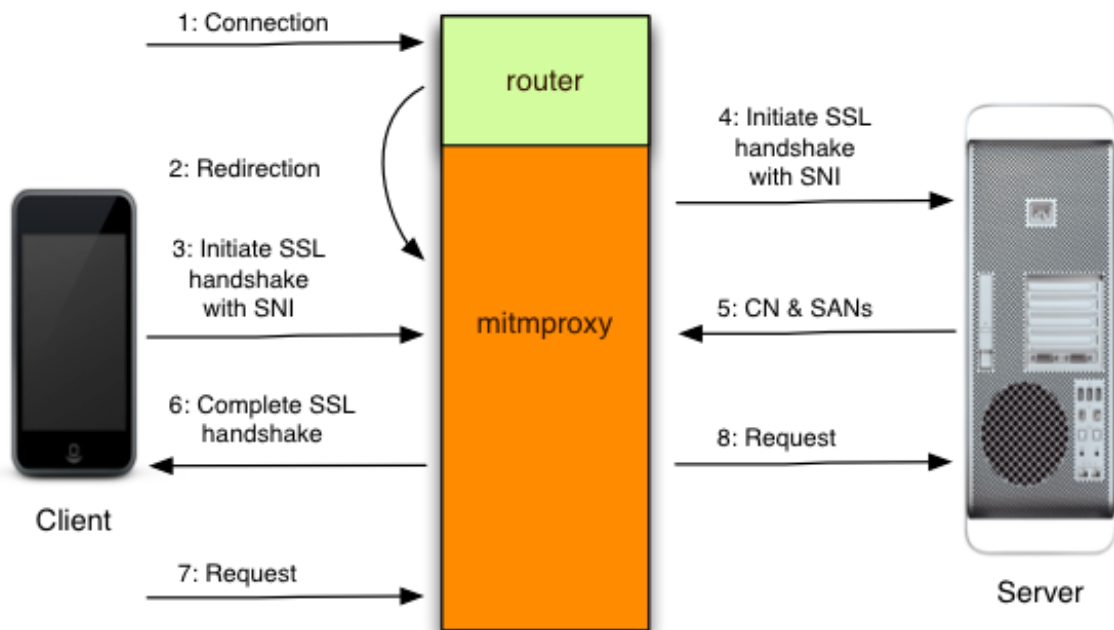 1: Connection
router
2: Redirection
3: Initiate SSL
handshake
with SNI
4: Initiate SSL
handshake
with SNI
mitmproxy
5: CN & SANs
6: Complete SSL
handshake
7: Request
8: Request
Client
Server